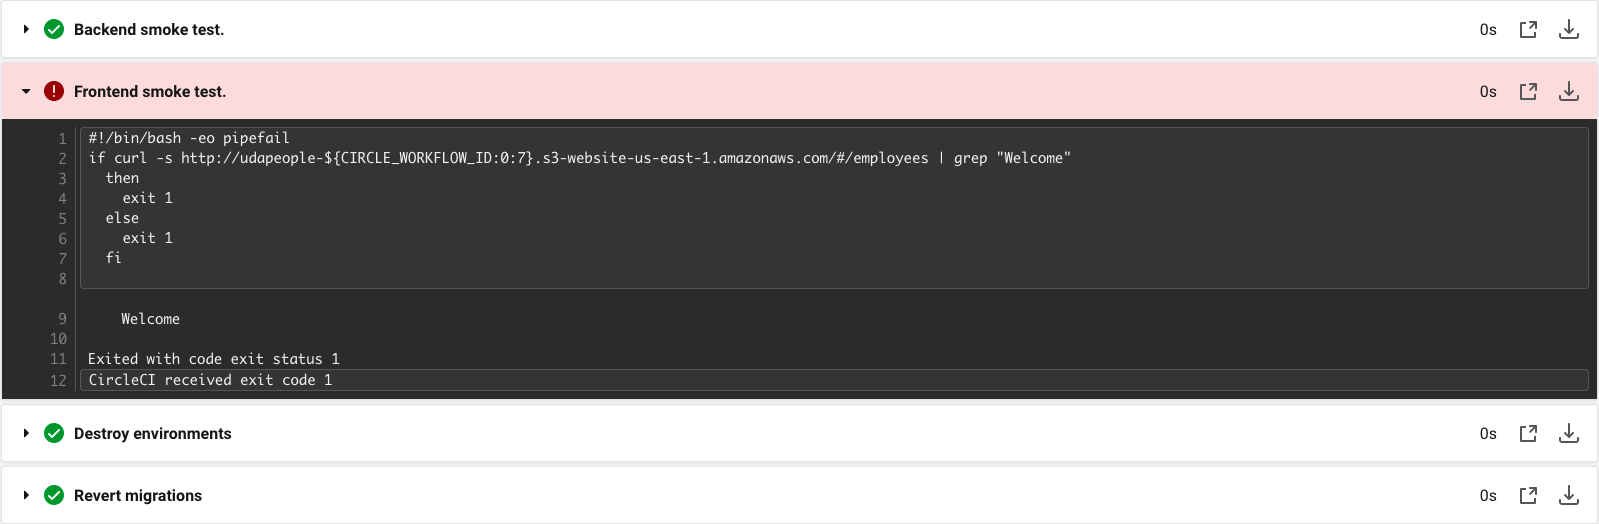 Backend smoke test. 0s
Frontend smoke test. 0s
1 #!/bin/bash -eo pipefail
2 if curl -s http://udapeople-${CIRCLE_WORKFLOW_ID:0:7}.s3-website-us-east-1.amazonaws.com/#/employees | grep "Welcome"
3 then
4 exit 1
5 else
6 exit 1
7 fi
8
9 Welcome
10
11 Exited with code exit status 1
12 CircleCI received exit code 1
Destroy environments 0s
Revert migrations 0s